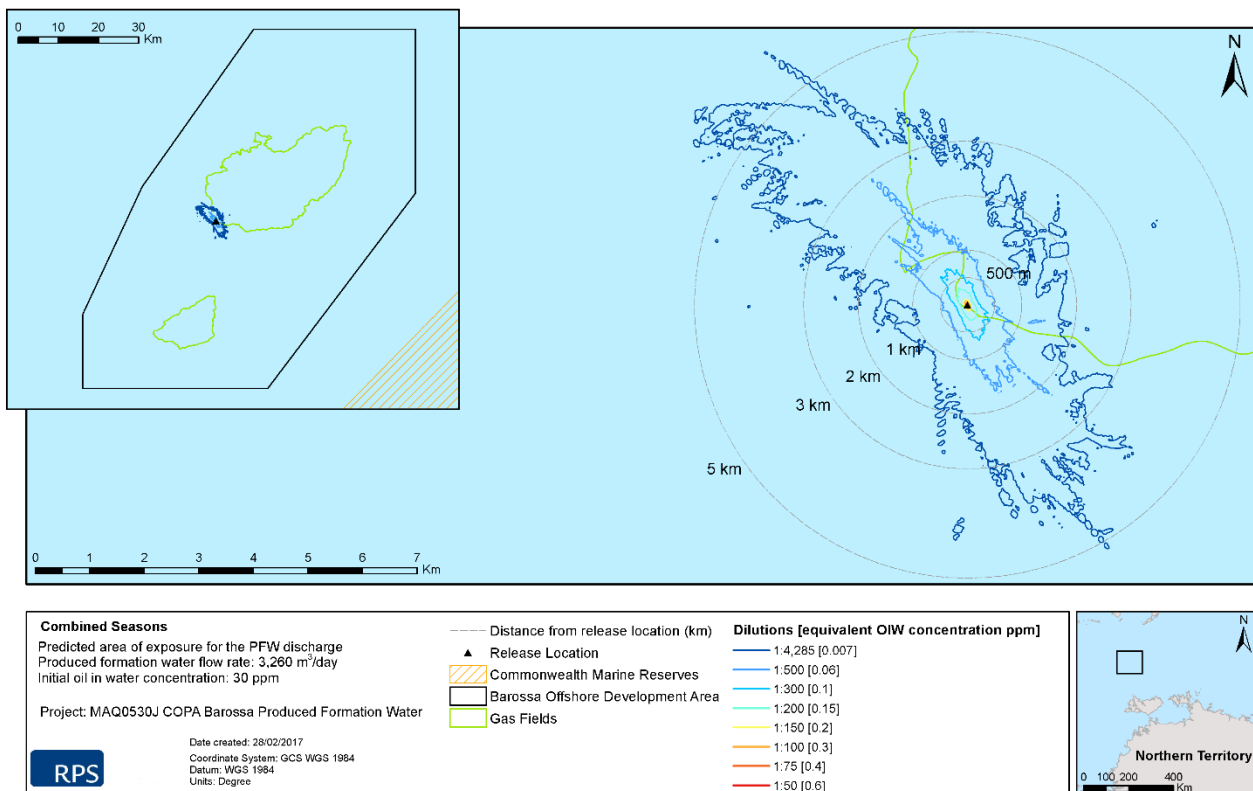 0 10 20 30
Km
N
500 m
1 km
2 km
3 km
5 km
0 1 2 3 4 5 6 7
Km
Combined Seasons
Predicted area of exposure for the PFW discharge
Produced formation water flow rate: 3,260 m³/day
Initial oil in water concentration: 30 ppm
Project: MAQ0530J COPA Barossa Produced Formation Water
RPS
Date created: 28/02/2017
Coordinate System: GCS WGS 1984
Datum: WGS 1984
Units: Degree
Distance from release location (km)
Release Location
Commonwealth Marine Reserves
Barossa Offshore Development Area
Gas Fields
Dilutions [equivalent OIW concentration ppm]
1:4,285 [0.007]
1:500 [0.06]
1:300 [0.1]
1:200 [0.15]
1:150 [0.2]
1:100 [0.3]
1:75 [0.4]
1:50 [0.6]
N
Northern Territory
0 100 200 400
Km